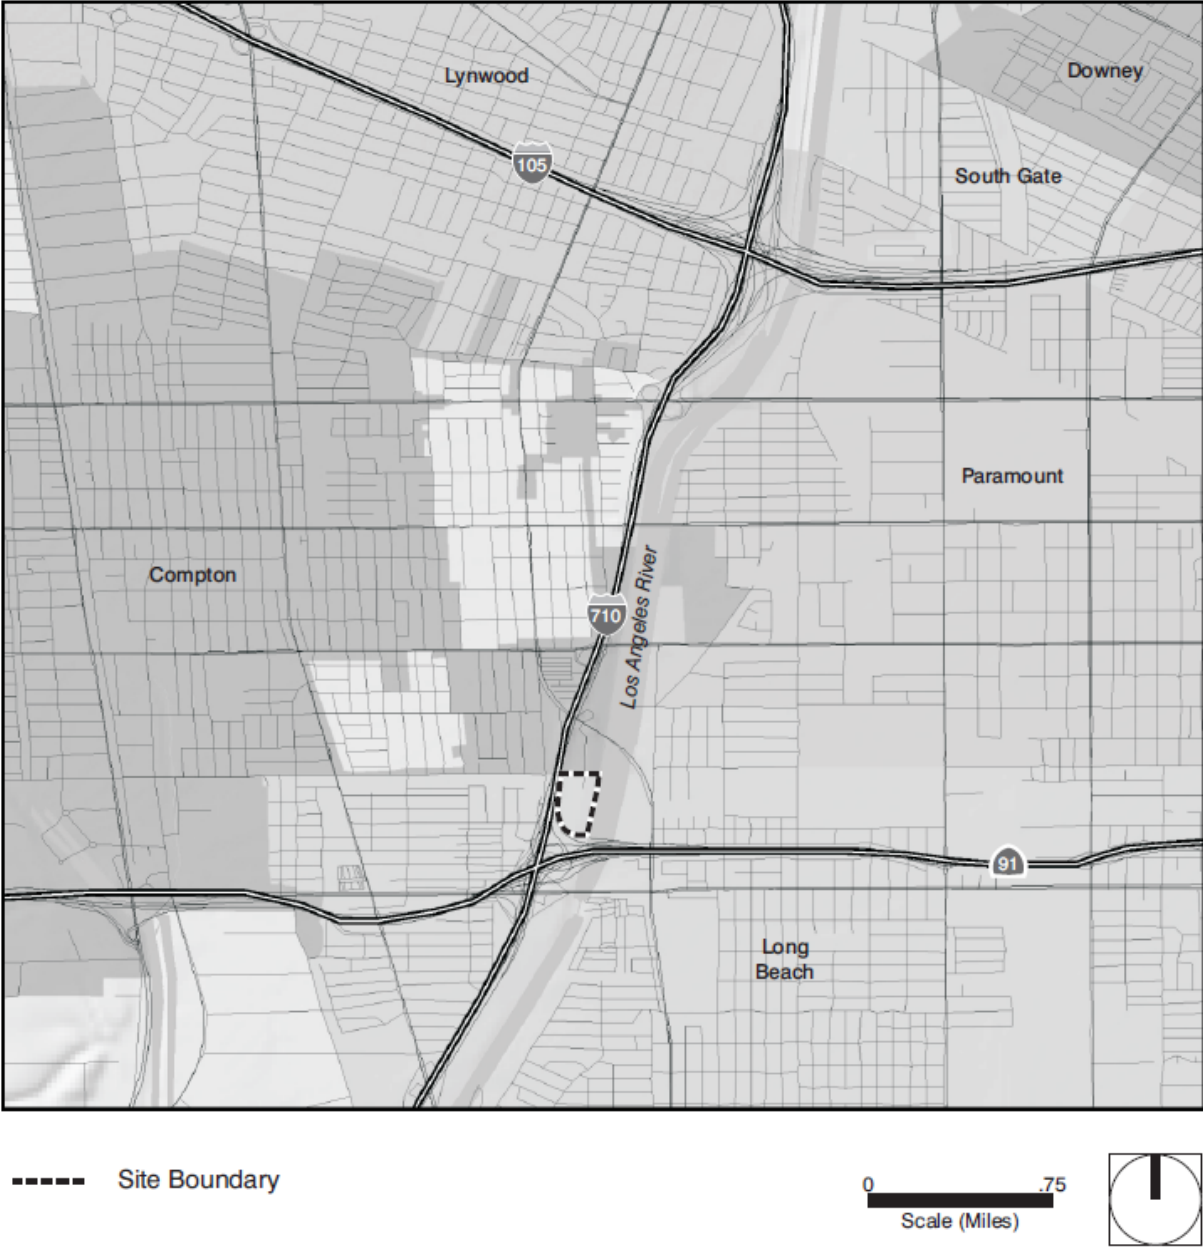 Lynwood
Downey
105
South Gate
Paramount
Compton
710
Los Angeles River
91
Long
Beach
Site Boundary
0 .75
Scale (Miles)